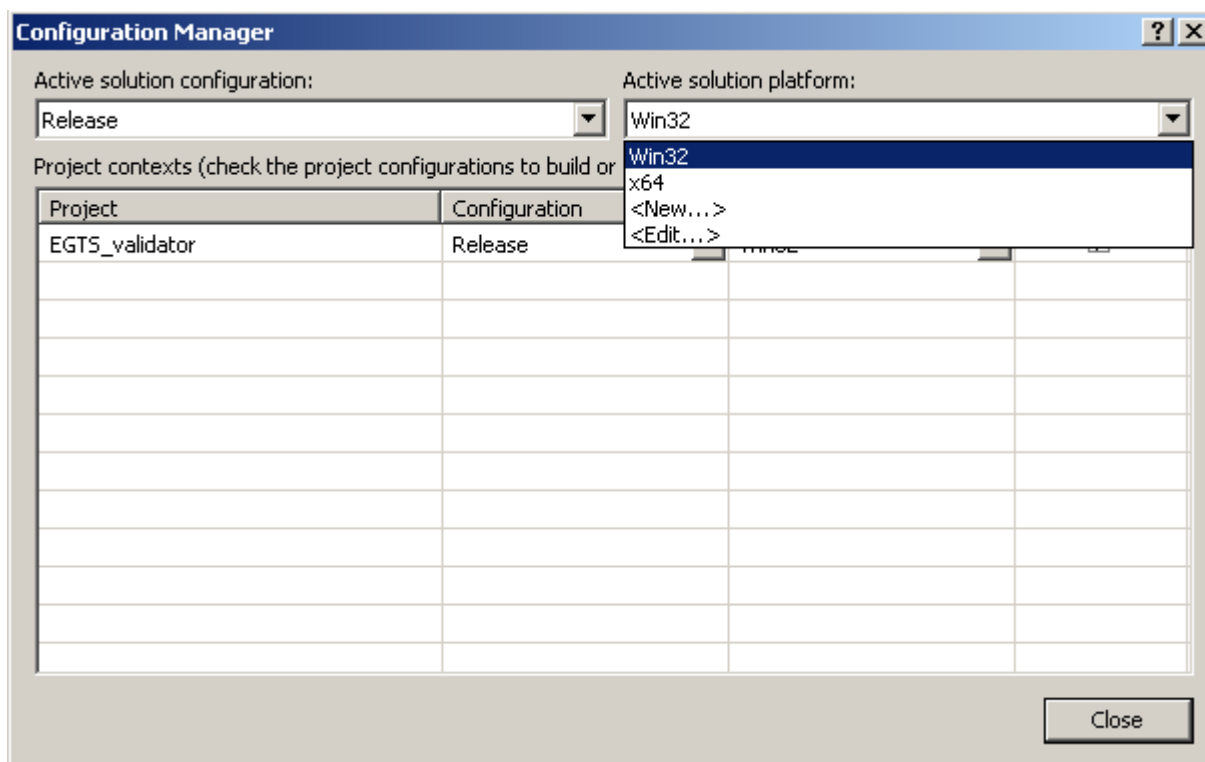 Configuration Manager
Active solution configuration:
Active solution platform:
Release
Win32
Project contexts (check the project configurations to build or
Win32
x64
<New...>
<Edit...>
Project
Configuration
EGTS_validator
Release
Close